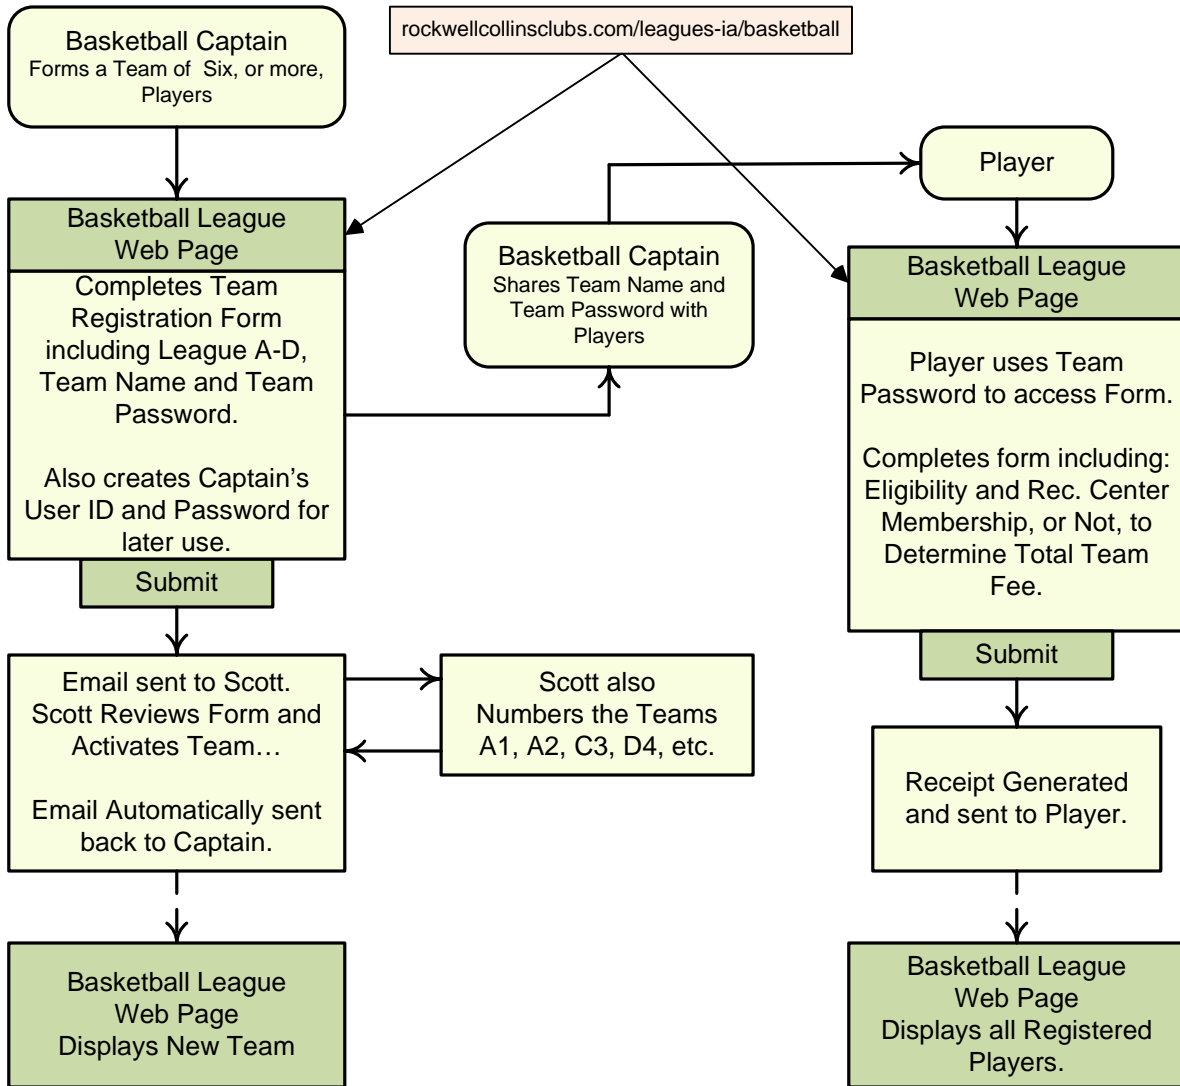 Basketball Captain
Forms a Team of  Six, or more,
Players
rockwellcollinsclubs.com/leagues-ia/basketball
Basketball League
Web Page
Completes Team
Registration Form
including League A-D,
Team Name and Team
Password.
Also creates Captain’s
User ID and Password for
later use.
Submit
Email sent to Scott.
Scott Reviews Form and
Activates Team…
Email Automatically sent
back to Captain.
Scott also
Numbers the Teams
A1, A2, C3, D4, etc.
Basketball League
Web Page
Displays New Team
Basketball Captain
Shares Team Name and
Team Password with
Players
Player
Basketball League
Web Page
Player uses Team
Password to access Form.
Completes form including:
Eligibility and Rec. Center
Membership, or Not, to
Determine Total Team
Fee.
Submit
Receipt Generated
and sent to Player.
Basketball League
Web Page
Displays all Registered
Players.